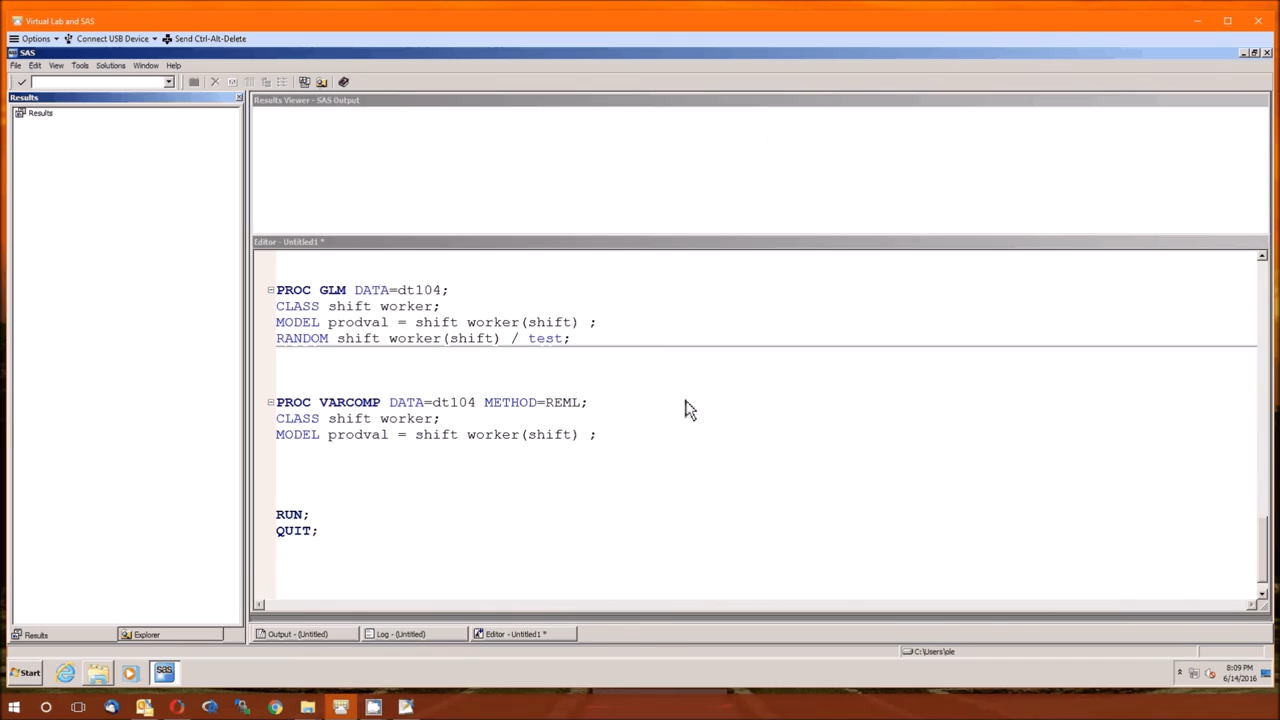 Virtual Lab and SAS
Options Connect USB Device Send Ctrl-Alt-Delete
SAS
File Edit View Tools Solutions Window Help
Results
Results Viewer - SAS Output
Results
Editor - Untitled1 *
PROC GLM DATA=dt104;
CLASS shift worker;
MODEL prodval = shift worker(shift) ;
RANDOM shift worker(shift) / test;
PROC VARCOMP DATA=dt104 METHOD=REML;
CLASS shift worker;
MODEL prodval = shift worker(shift) ;
RUN;
QUIT;
Results Explorer Output - (Untitled) Log - (Untitled) Editor - Untitled1 *
C:\Users\ole
Start sas 8:09 PM
6/14/2016